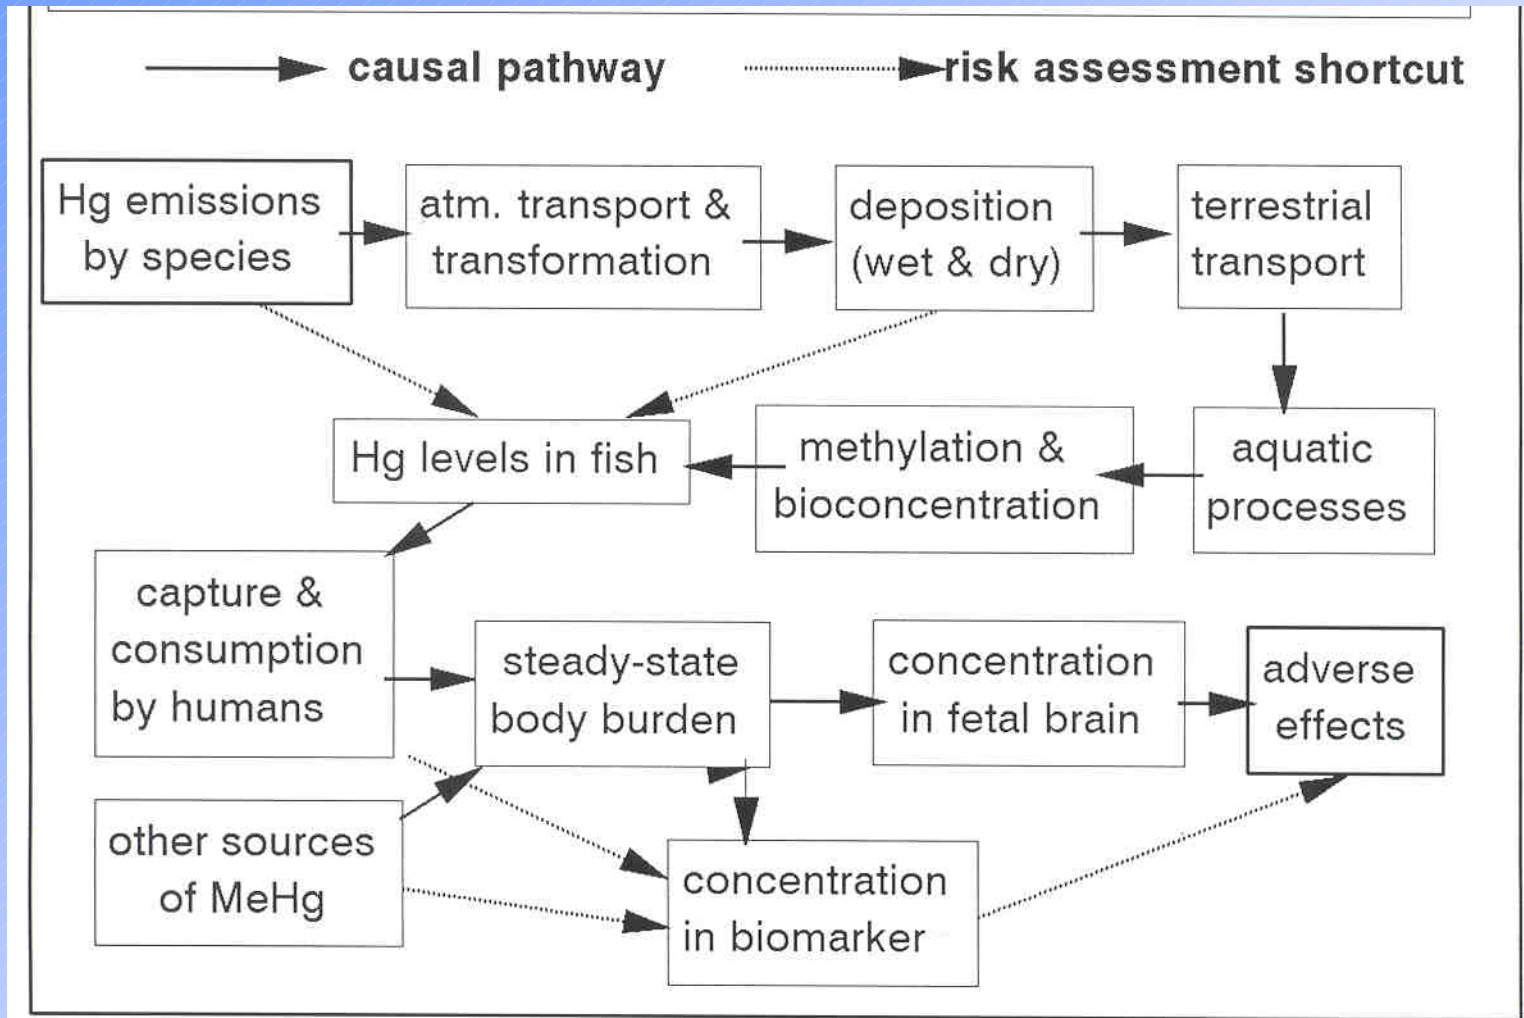 causal pathway
risk assessment shortcut
Hg emissions
by species
atm. transport &
transformation
deposition
(wet & dry)
terrestrial
transport
Hg levels in fish
methylation &
bioconcentration
aquatic
processes
capture &
consumption
by humans
steady-state
body burden
concentration
in fetal brain
adverse
effects
other sources
of MeHg
concentration
in biomarker